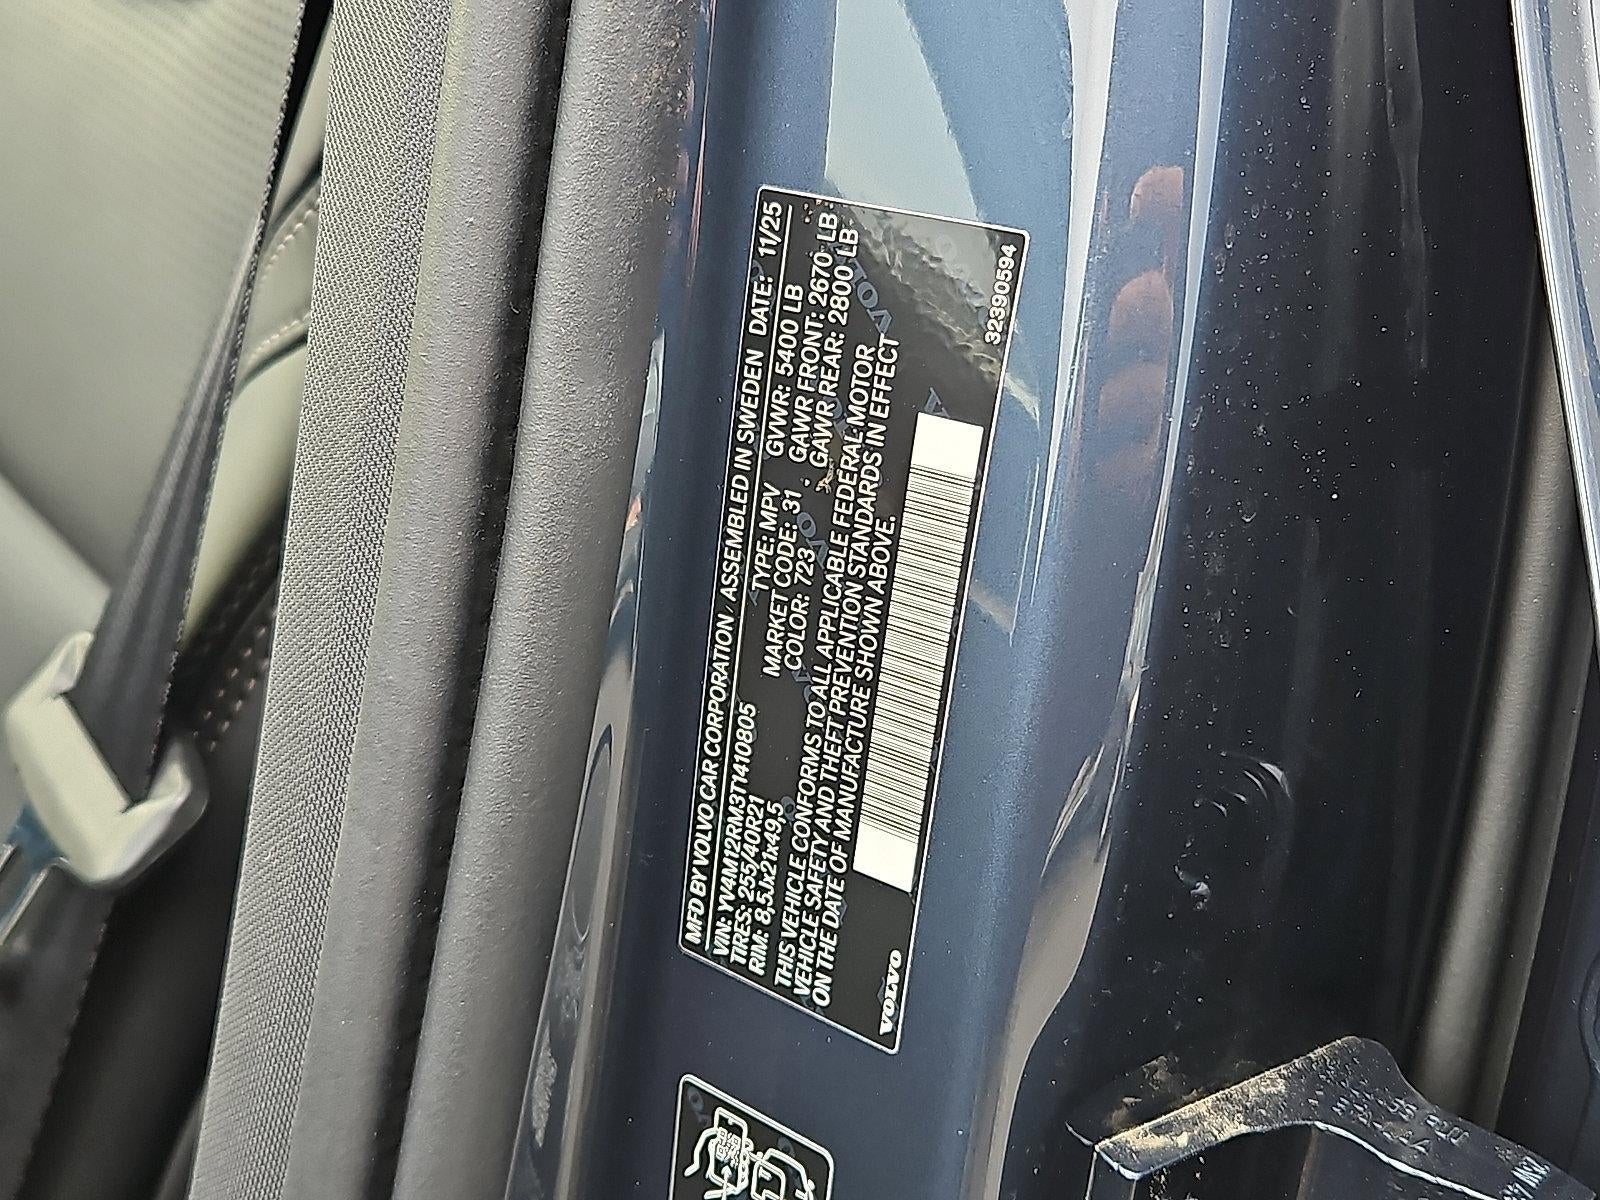 MFD BY VOLVO CAR CORPORATION, ASSEMBLED IN SWEDEN DATE: 11/25
VIN: YV4M12RM3T1410805 TYPE: MPV GVWR: 5400 LB
TIRES: 255/40R21 MARKET CODE: 31 GAWR FRONT: 2670 LB
RIM: 8,5Jx21x49,5 COLOR: 723 GAWR REAR: 2800 LB
THIS VEHICLE CONFORMS TO ALL APPLICABLE FEDERAL MOTOR
VEHICLE SAFETY AND THEFT PREVENTION STANDARDS IN EFFECT
ON THE DATE OF MANUFACTURE SHOWN ABOVE.
VOLVO
32390594